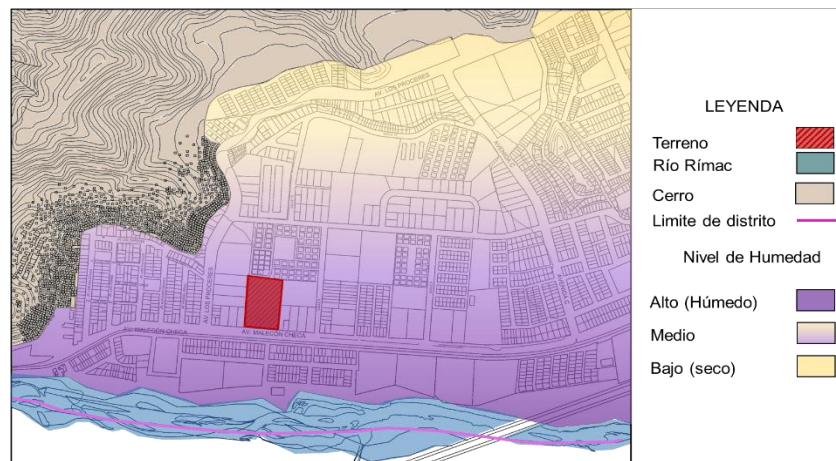 AV. LOS PROCERES
AV. LOS PROCERES
AV. MALECON CHECA
AV. MALECON CHECA
LEYENDA
Terreno
Río Rímac
Cerro
Limite de distrito
Nivel de Humedad
Alto (Húmedo)
Medio
Bajo (seco)